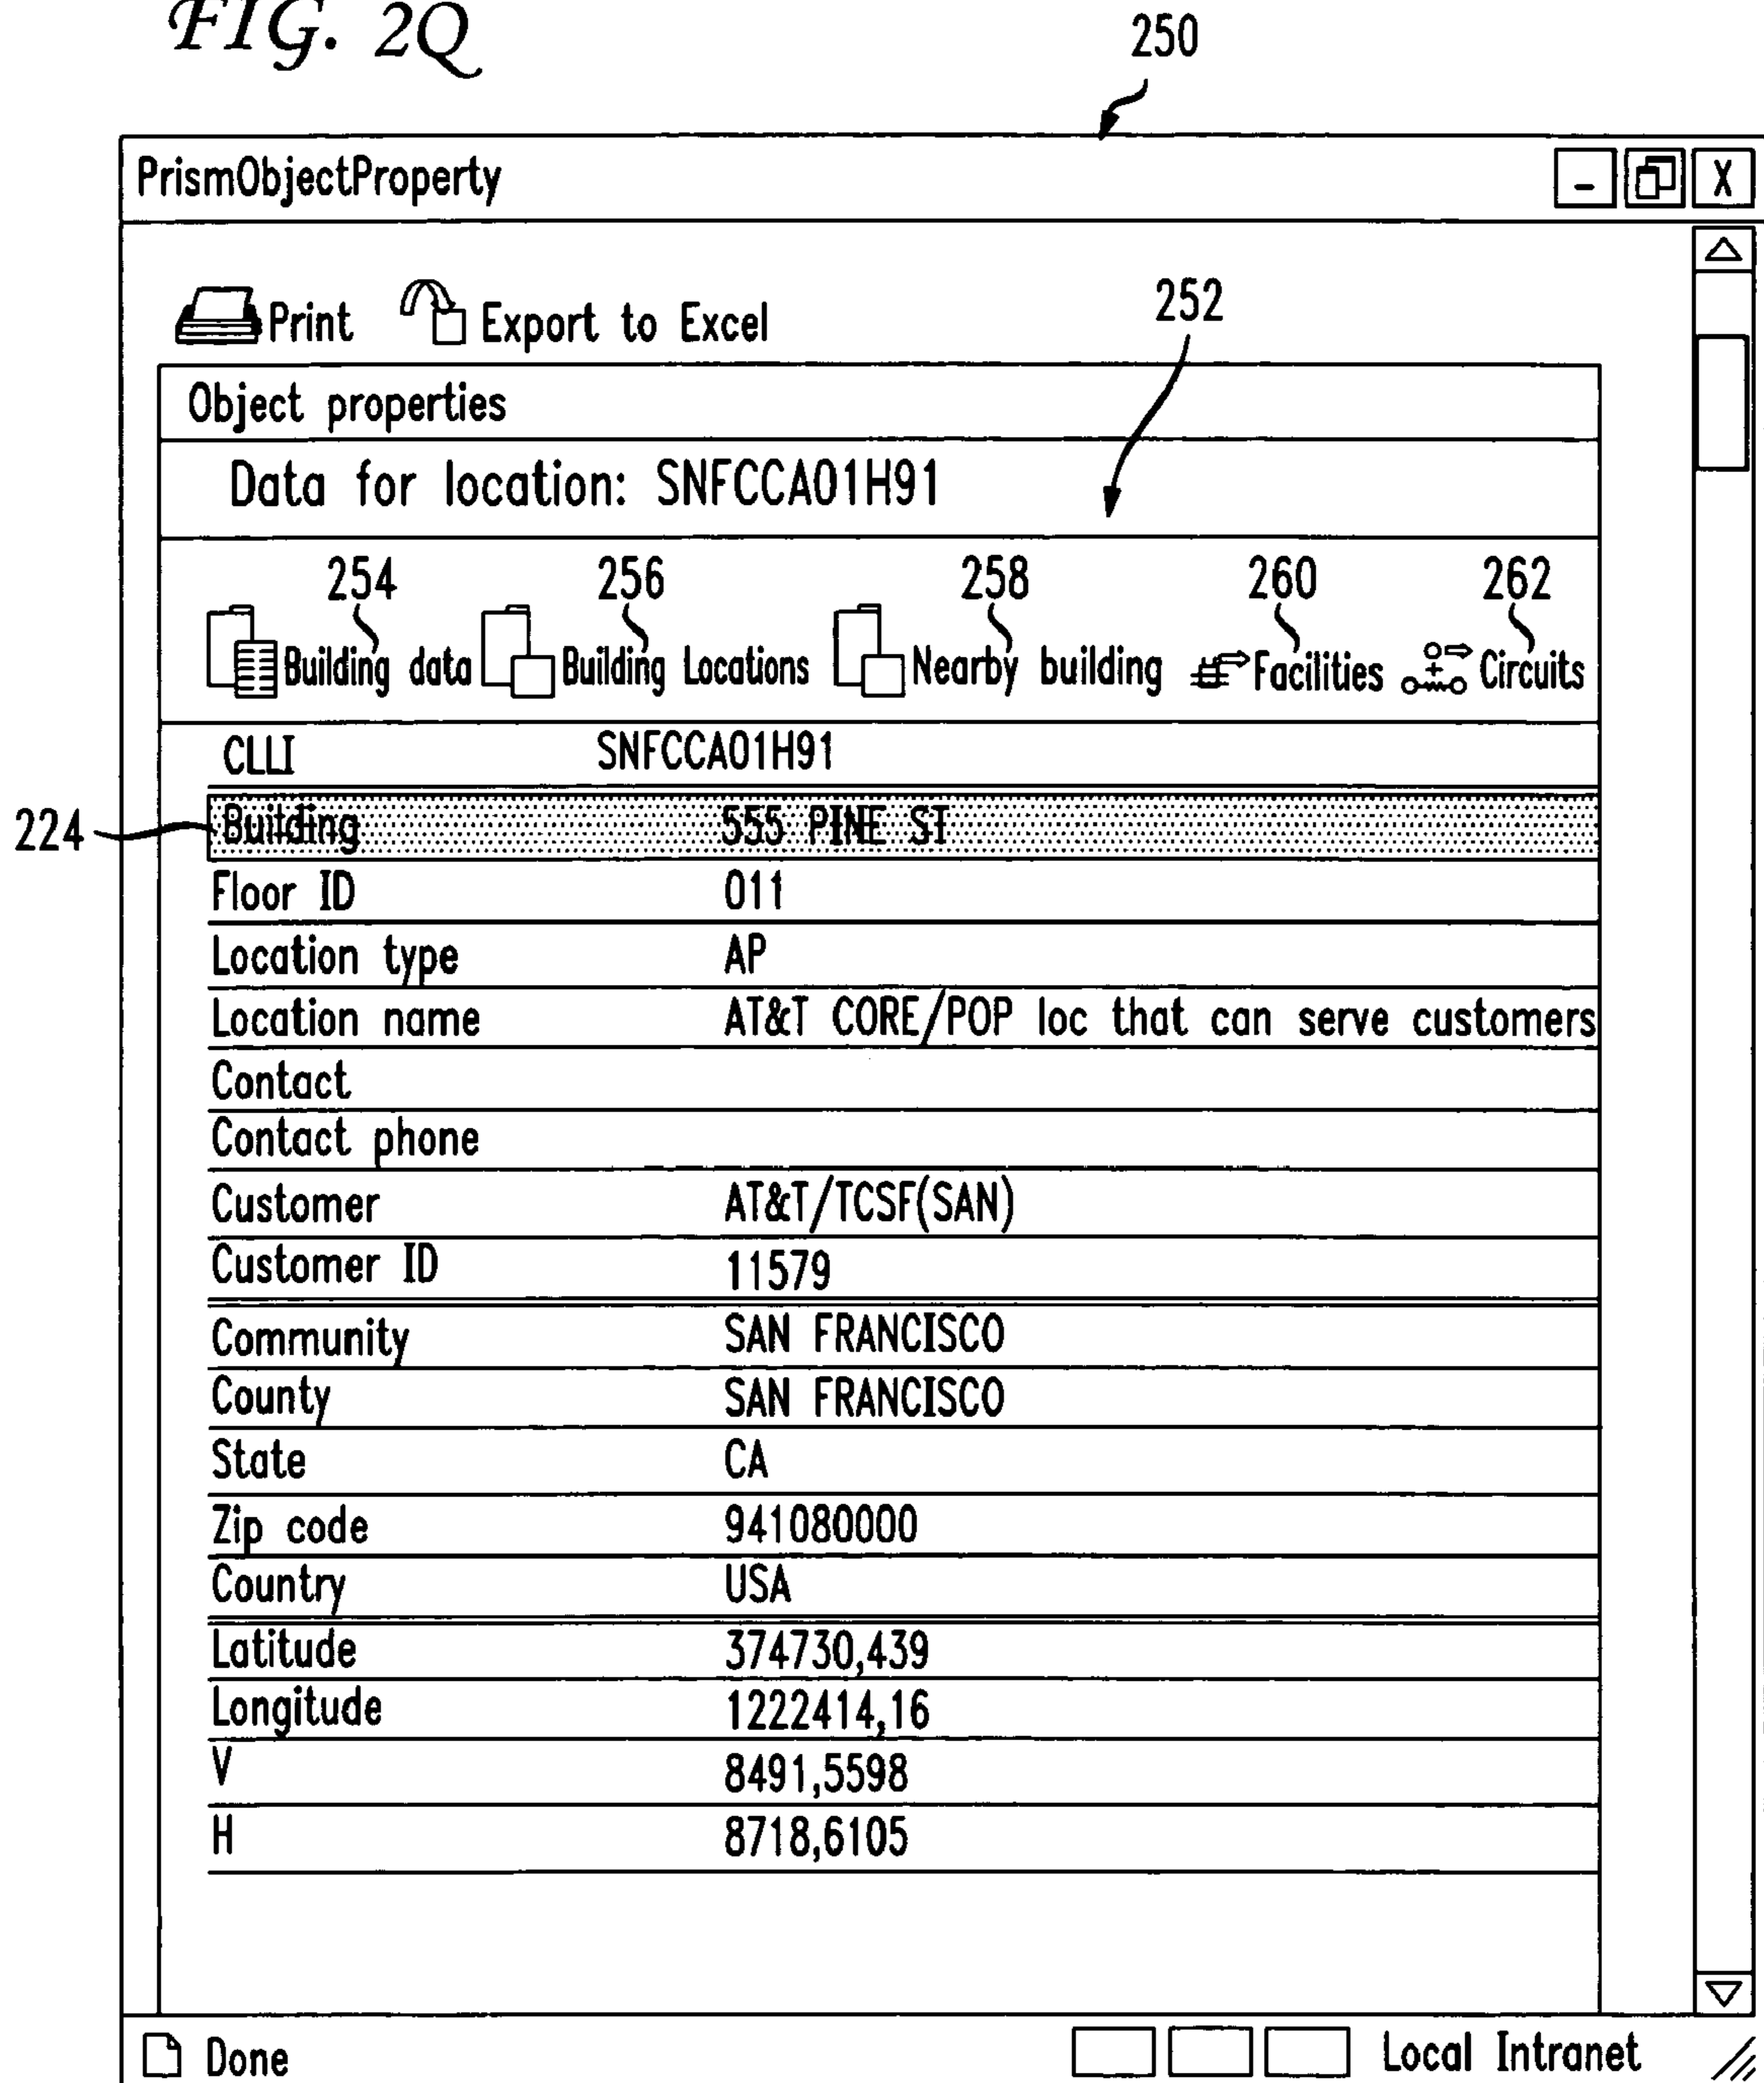 FIG. 2Q
250
PrismObjectProperty - X
Print Export to Excel
252
Object properties
Data for location: SNFCCA01H91
254 256 258 260 262
Building data Building Locations Nearby building Facilities Circuits
CLLI SNFCCA01H91
224 Building 555 PINE ST
Floor ID 011
Location type AP
Location name AT&T CORE/POP loc that can serve customers
Contact
Contact phone
Customer AT&T/TCSF(SAN)
Customer ID 11579
Community SAN FRANCISCO
County SAN FRANCISCO
State CA
Zip code 941080000
Country USA
Latitude 374730,439
Longitude 1222414,16
V 8491,5598
H 8718,6105
Done Local Intranet